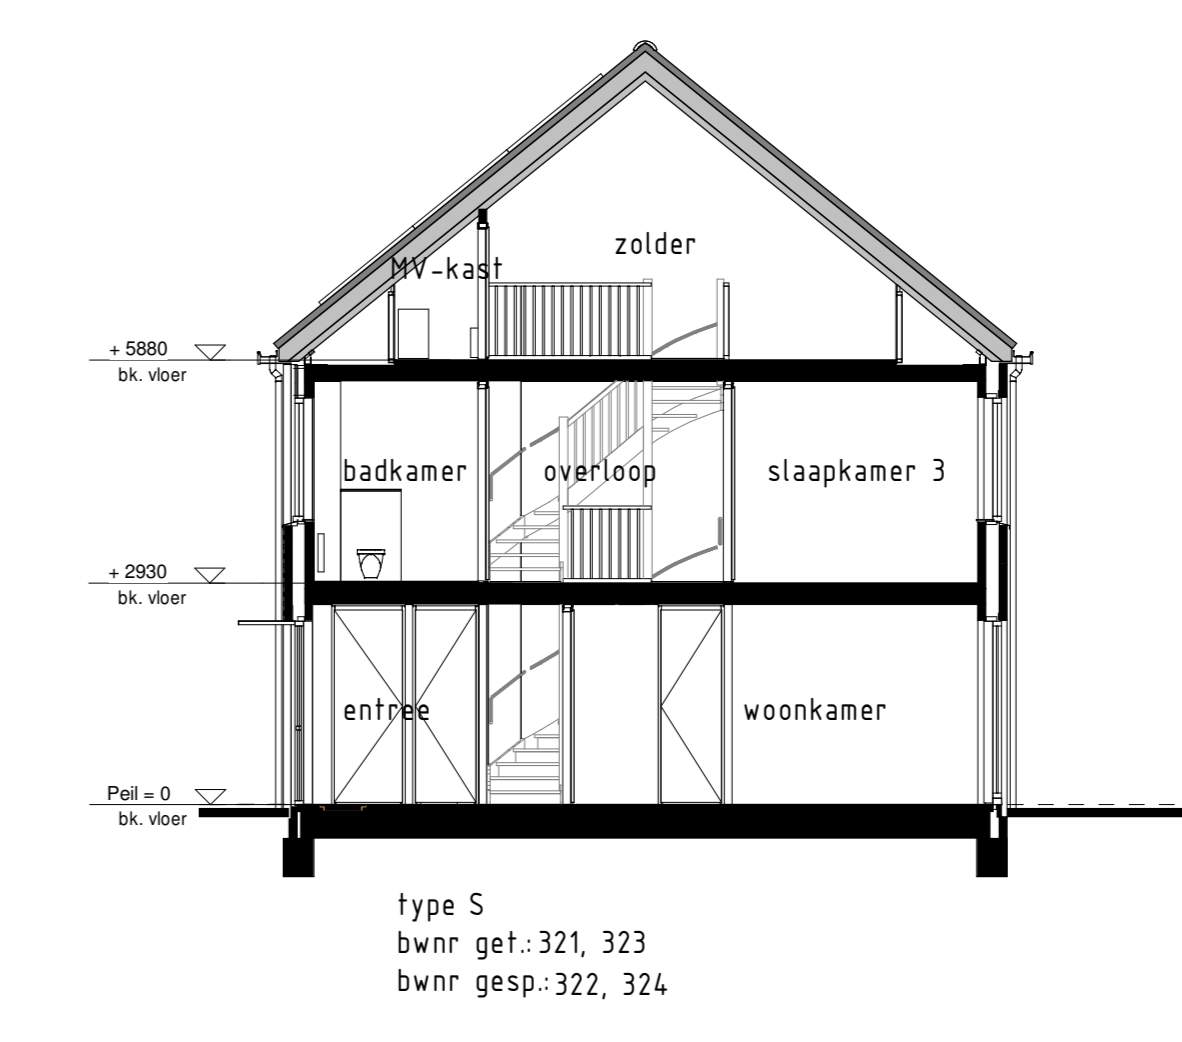 zolder
MV-kast
+ 5880
bk. vloer
badkamer overloop slaapkamer 3
+ 2930
bk. vloer
entree woonkamer
Peil = 0
bk. vloer
type S
bwnr get.: 321, 323
bwnr gesp.: 322, 324